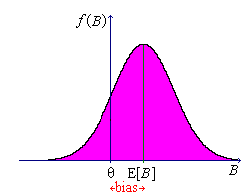 f(B)
θ E[B] B
↔bias↔